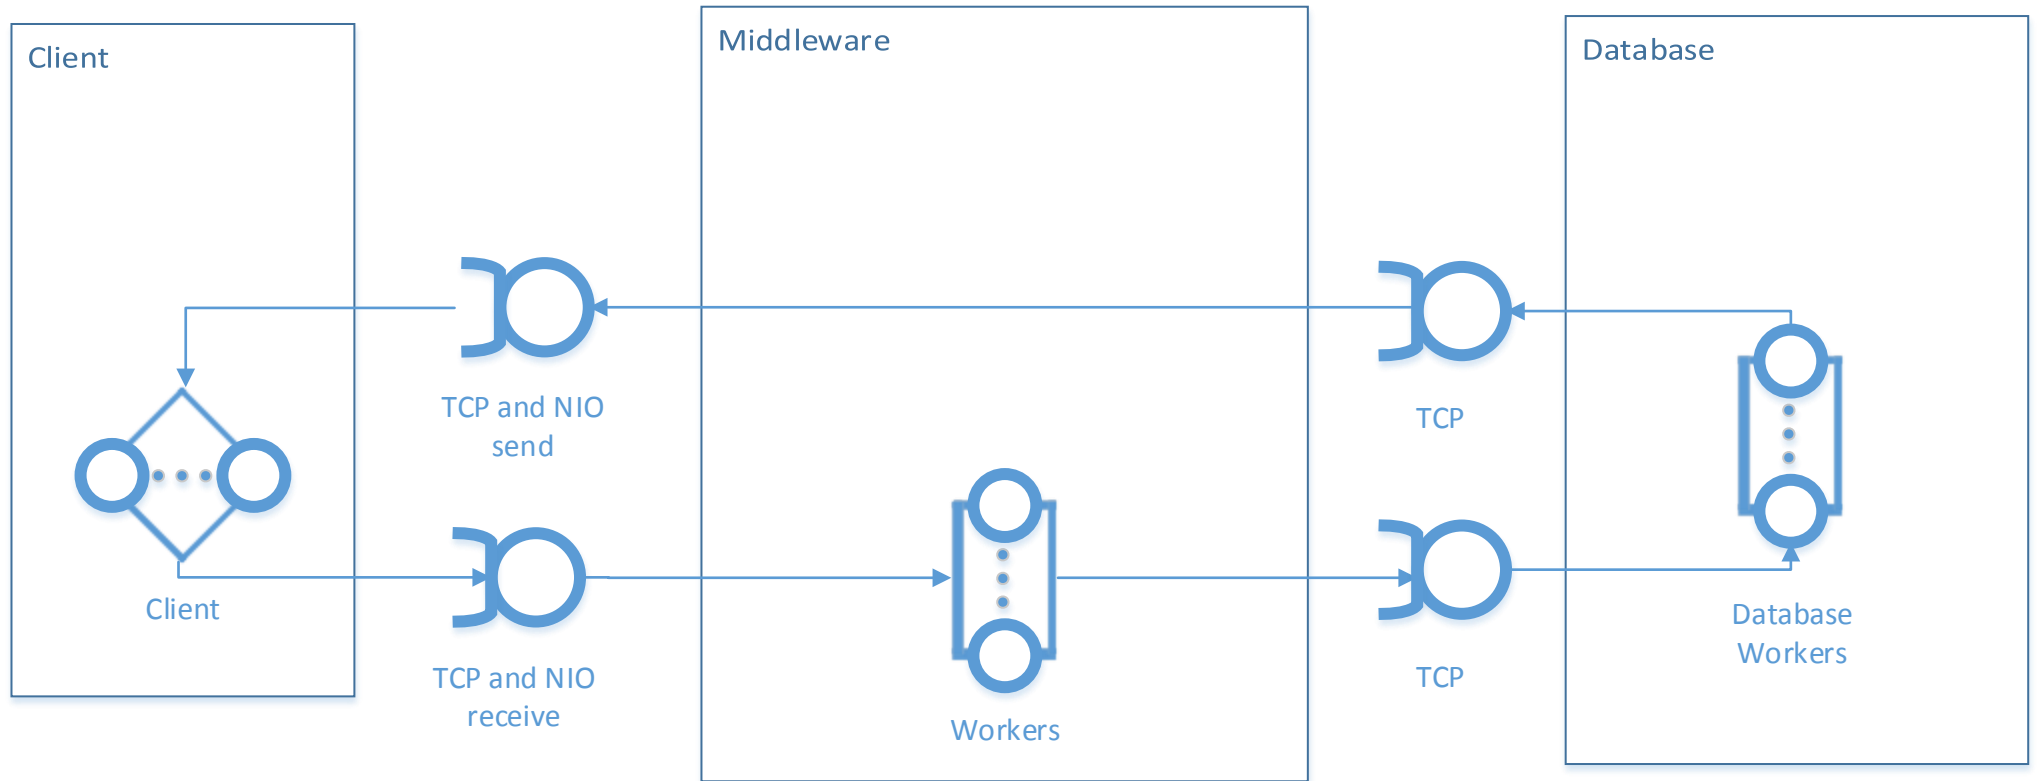 Client
Middleware
Database
TCP and NIO
send
TCP
Client
TCP and NIO
receive
Workers
TCP
Database
Workers